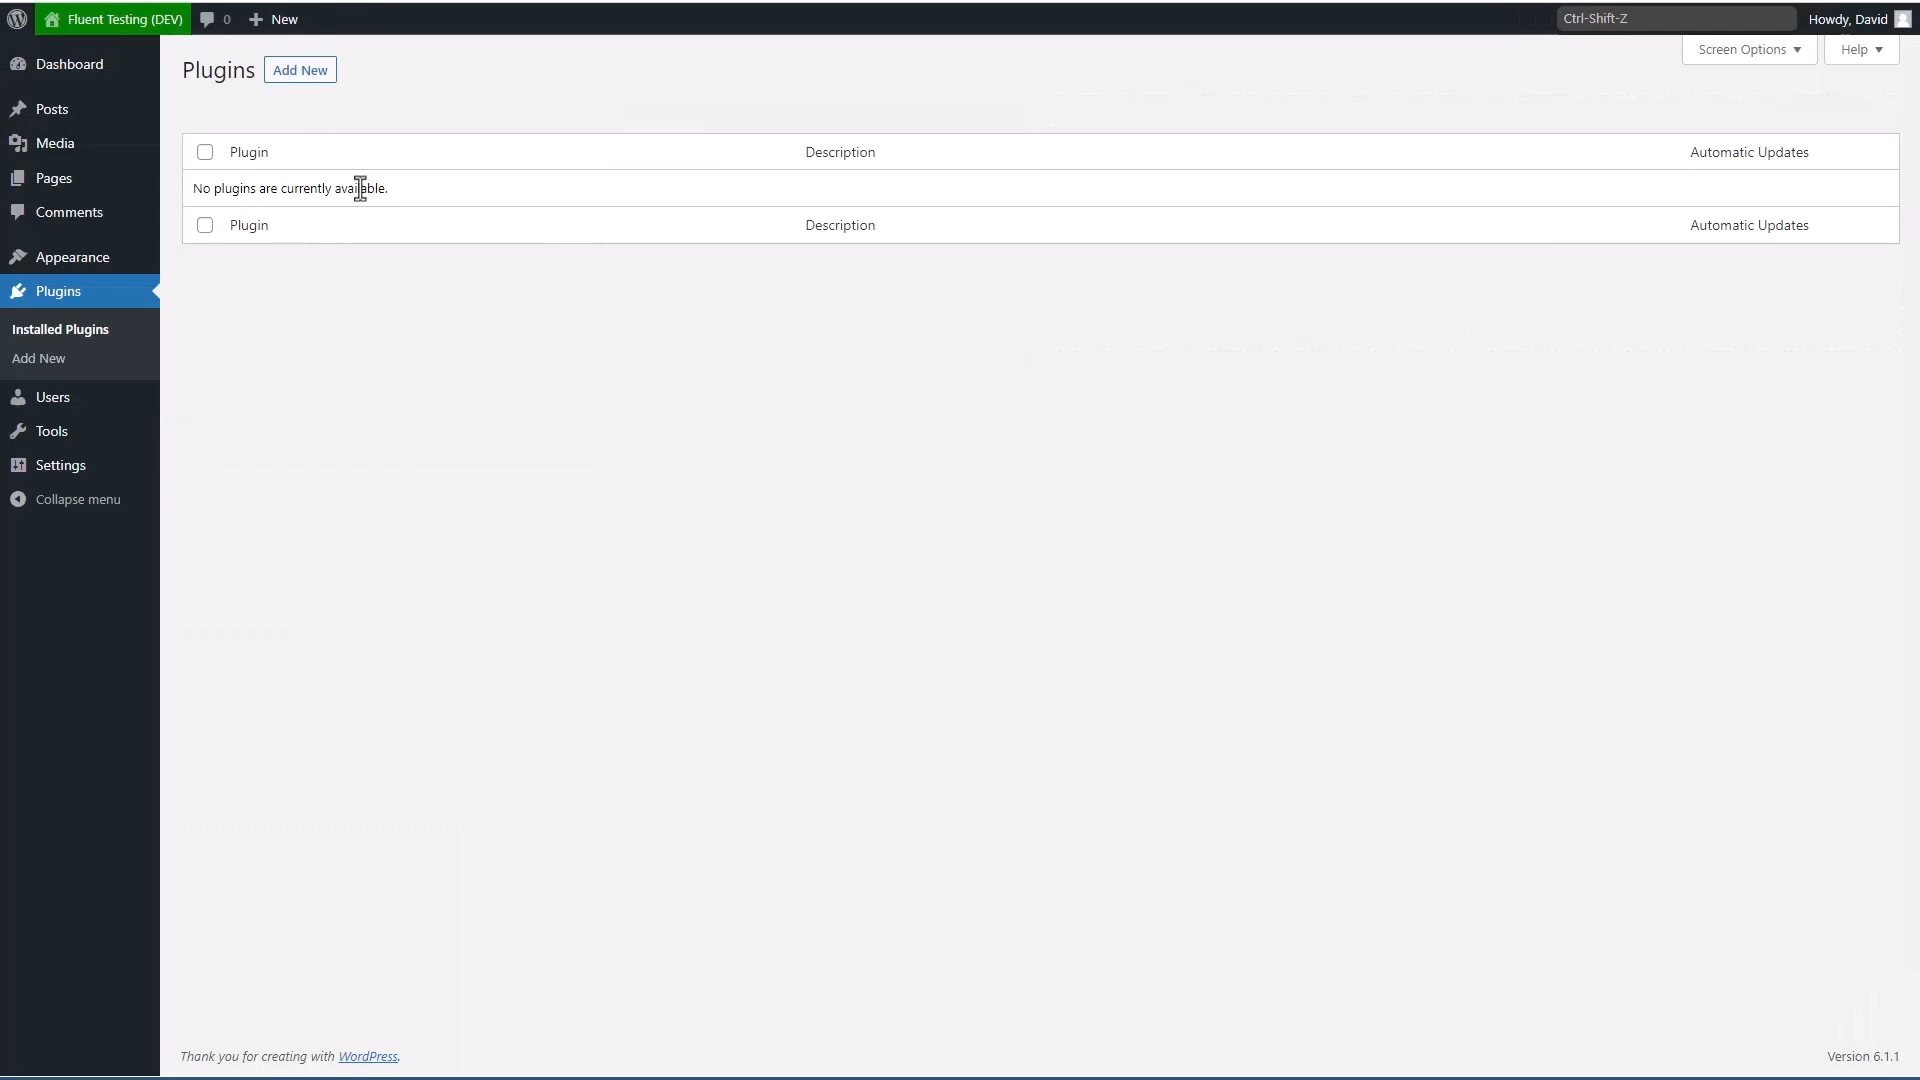 Fluent Testing (DEV) 0 New Ctrl-Shift-Z Howdy, David
Screen Options Help
Dashboard
Posts
Media
Pages
Comments
Appearance
Plugins
Installed Plugins
Add New
Users
Tools
Settings
Collapse menu
Plugins Add New
Plugin Description Automatic Updates
No plugins are currently available.
Plugin Description Automatic Updates
Thank you for creating with WordPress.
Version 6.1.1